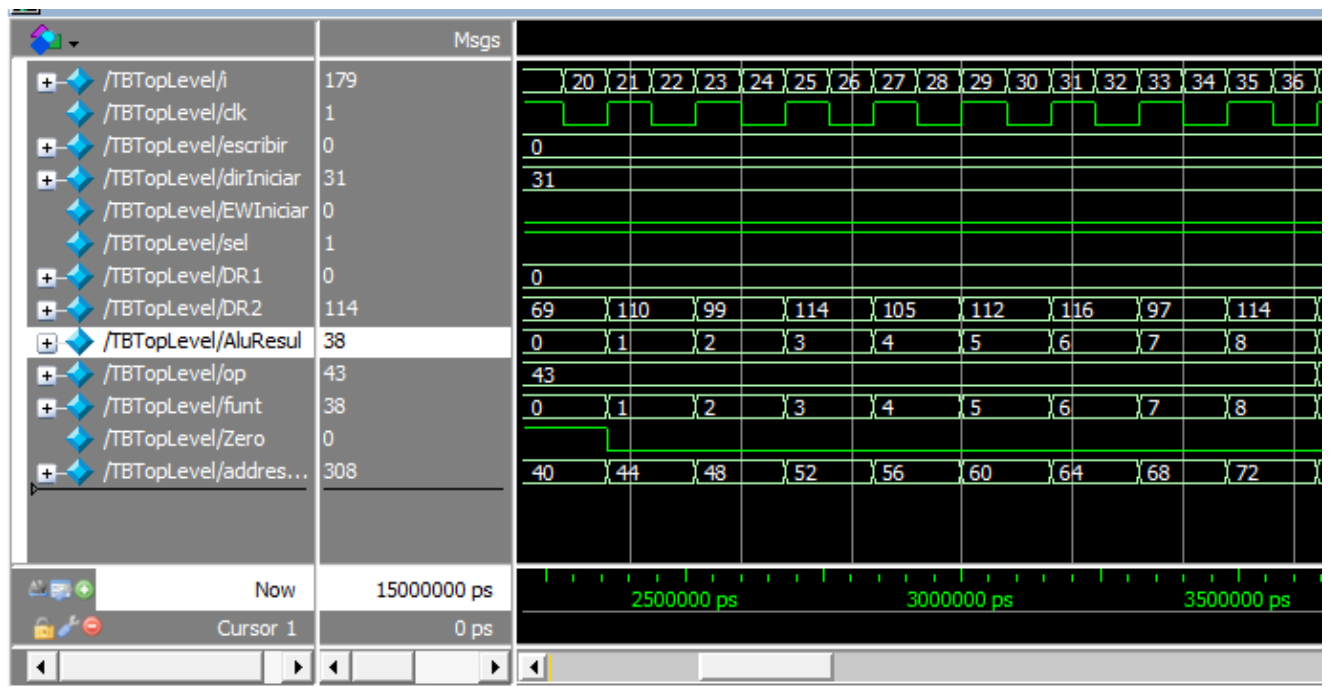 Msgs
/TBTopLevel/i 179 20 21 22 23 24 25 26 27 28 29 30 31 32 33 34 35 36
/TBTopLevel/clk 1
/TBTopLevel/escribir 0 0
/TBTopLevel/dirIniciar 31 31
/TBTopLevel/EWIniciar 0
/TBTopLevel/sel 1
/TBTopLevel/DR1 0 0
/TBTopLevel/DR2 114 69 110 99 114 105 112 116 97 114
/TBTopLevel/AluResul 38 0 1 2 3 4 5 6 7 8
/TBTopLevel/op 43 43
/TBTopLevel/funt 38 0 1 2 3 4 5 6 7 8
/TBTopLevel/Zero 0
/TBTopLevel/addres... 308 40 44 48 52 56 60 64 68 72
Now 15000000 ps 2500000 ps 3000000 ps 3500000 ps
Cursor 1 0 ps